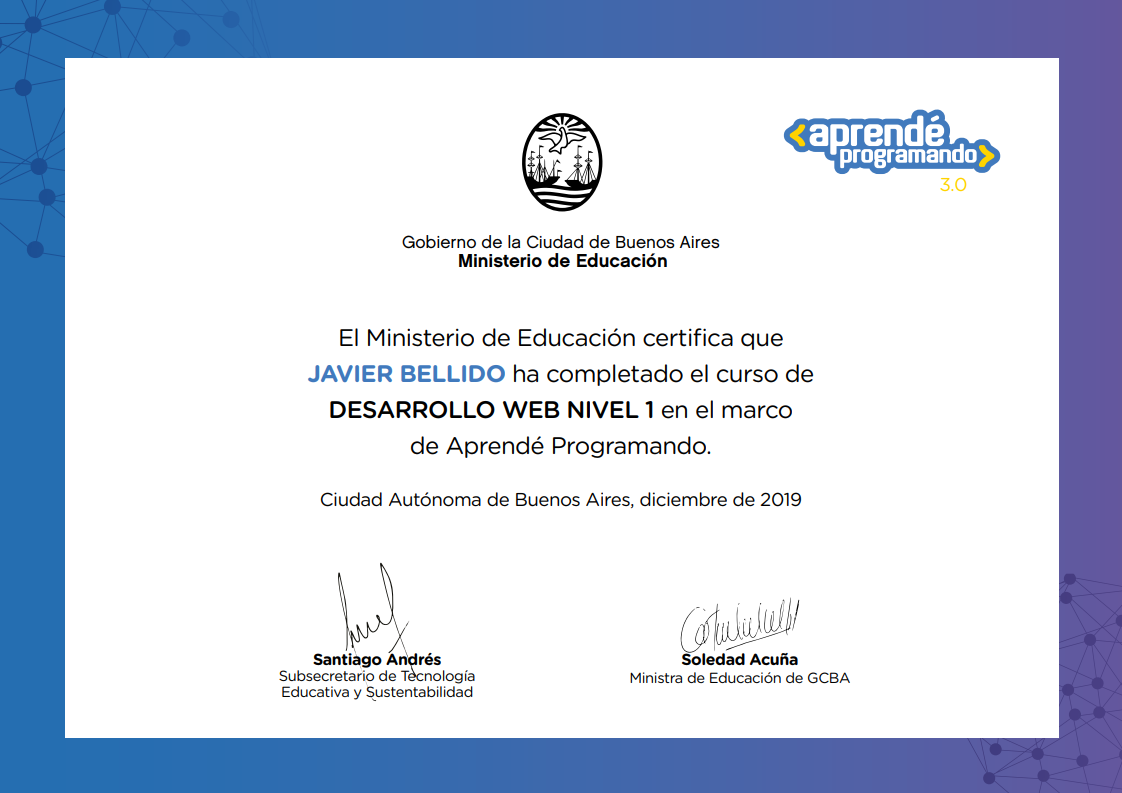 <aprendé
programando>
3.0
Gobierno de la Ciudad de Buenos Aires
Ministerio de Educación
El Ministerio de Educación certifica que
JAVIER BELLIDO ha completado el curso de
DESARROLLO WEB NIVEL 1 en el marco
de Aprendé Programando.
Ciudad Autónoma de Buenos Aires, diciembre de 2019
Santiago Andrés
Subsecretario de Tecnología
Educativa y Sustentabilidad
Soledad Acuña
Ministra de Educación de GCBA